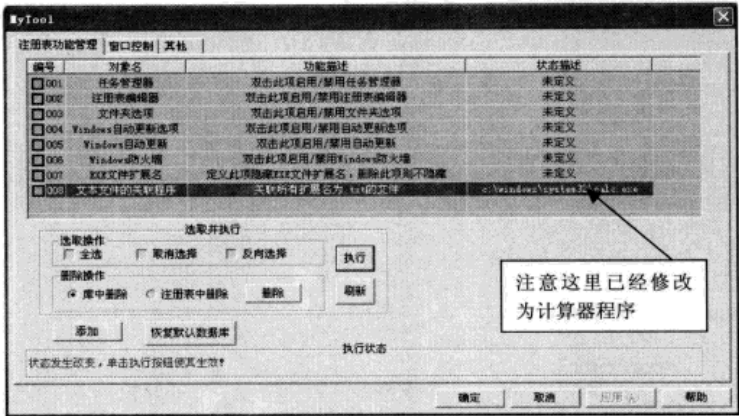 MyTool
注册表功能管理 窗口控制 其他
编号 对象名 功能描述 状态描述
001 任务管理器 双击此项启用/禁用任务管理器 未定义
002 注册表编辑器 双击此项启用/禁用注册表编辑器 未定义
003 文件夹选项 双击此项启用/禁用文件夹选项 未定义
004 Windows自动更新选项 双击此项启用/禁用自动更新选项 未定义
005 Windows自动更新 双击此项启用/禁用自动更新 未定义
006 Windows防火墙 双击此项启用/禁用Windows防火墙 未定义
007 EXE文件扩展名 定义此项隐藏EXE文件扩展名,删除此项则不隐藏 未定义
008 文本文件的关联程序 关联所有扩展名为.txt的文件 c:\windows\system32\calc.exe
选取并执行
选取操作
全选 取消选择 反向选择
执行
删除操作
库中删除 注册表中删除 删除
刷新
添加 恢复默认数据库
注意这里已经修改
为计算器程序
执行状态
状态发生改变,单击执行按钮使其生效!
确定 取消 应用(A) 帮助